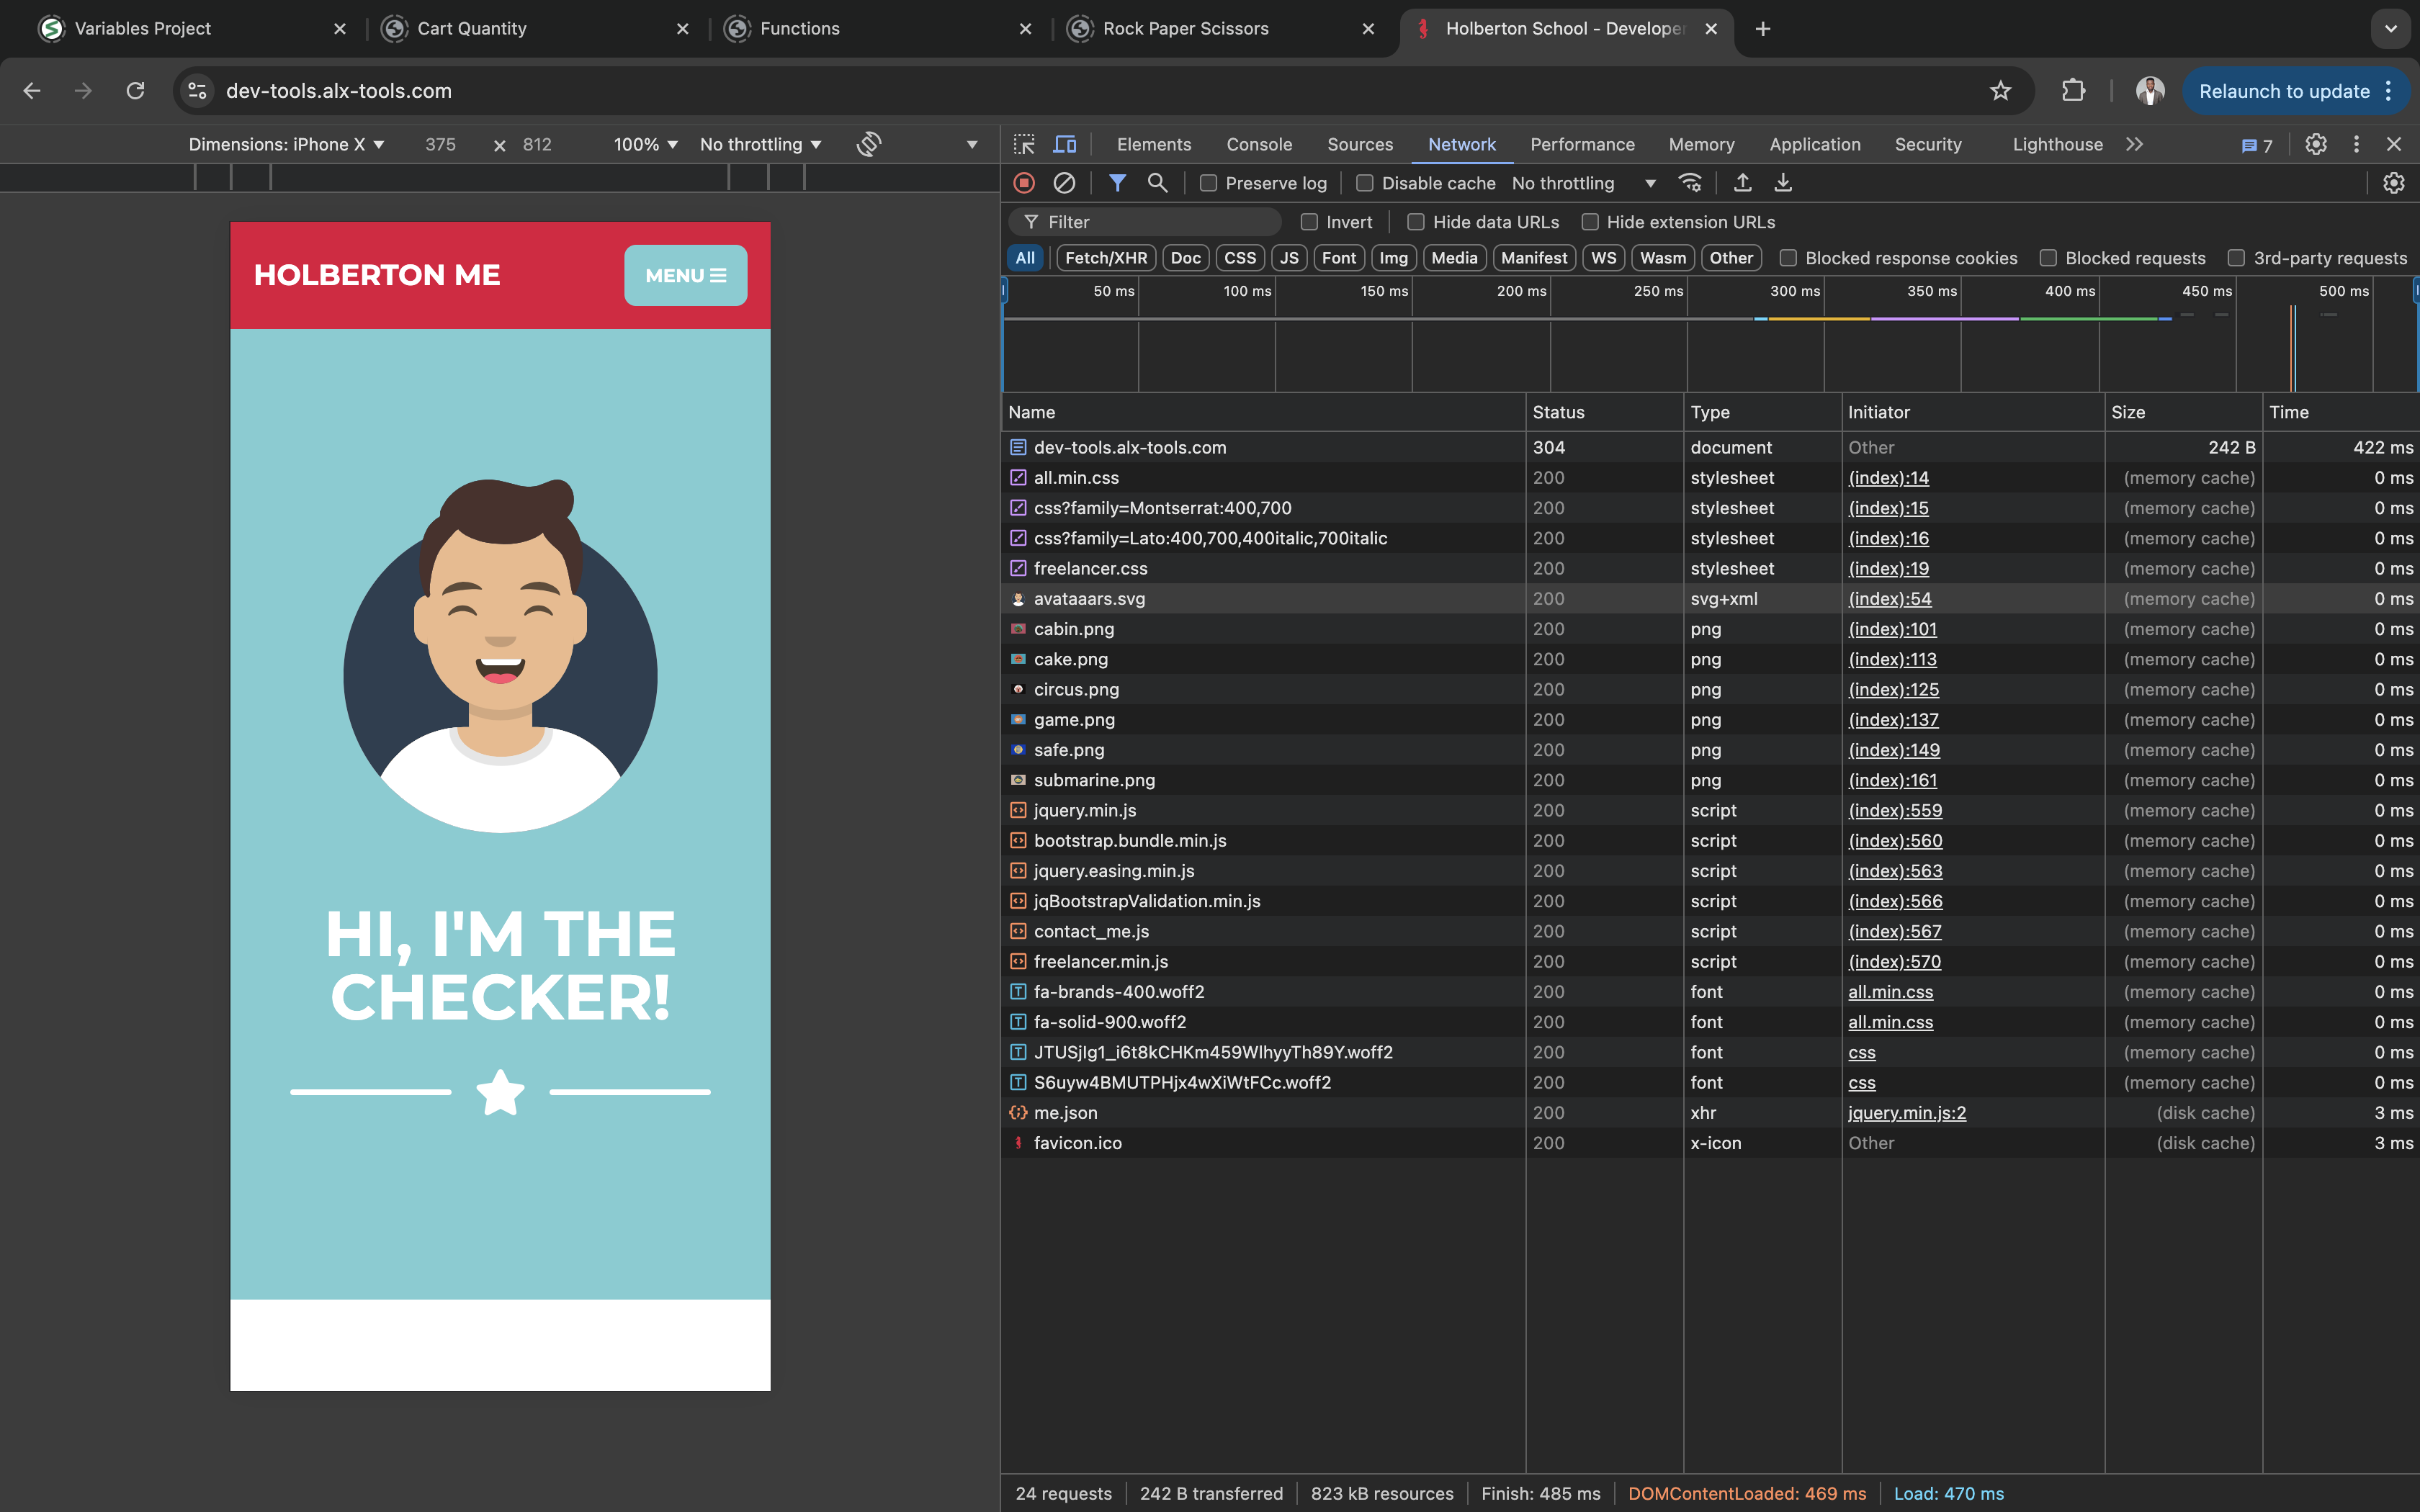 Variables Project
Cart Quantity
Functions
Rock Paper Scissors
Holberton School - Developer
dev-tools.alx-tools.com
Relaunch to update
Dimensions: iPhone X 375 × 812 100% No throttling
Elements Console Sources Network Performance Memory Application Security Lighthouse 7
Preserve log Disable cache No throttling
Filter Invert Hide data URLs Hide extension URLs
All Fetch/XHR Doc CSS JS Font Img Media Manifest WS Wasm Other Blocked response cookies Blocked requests 3rd-party requests
50 ms 100 ms 150 ms 200 ms 250 ms 300 ms 350 ms 400 ms 450 ms 500 ms
HOLBERTON ME
MENU
HI, I'M THE
CHECKER!
Name Status Type Initiator Size Time
dev-tools.alx-tools.com 304 document Other 242 B 422 ms
all.min.css 200 stylesheet (index):14 (memory cache) 0 ms
css?family=Montserrat:400,700 200 stylesheet (index):15 (memory cache) 0 ms
css?family=Lato:400,700,400italic,700italic 200 stylesheet (index):16 (memory cache) 0 ms
freelancer.css 200 stylesheet (index):19 (memory cache) 0 ms
avataaars.svg 200 svg+xml (index):54 (memory cache) 0 ms
cabin.png 200 png (index):101 (memory cache) 0 ms
cake.png 200 png (index):113 (memory cache) 0 ms
circus.png 200 png (index):125 (memory cache) 0 ms
game.png 200 png (index):137 (memory cache) 0 ms
safe.png 200 png (index):149 (memory cache) 0 ms
submarine.png 200 png (index):161 (memory cache) 0 ms
jquery.min.js 200 script (index):559 (memory cache) 0 ms
bootstrap.bundle.min.js 200 script (index):560 (memory cache) 0 ms
jquery.easing.min.js 200 script (index):563 (memory cache) 0 ms
jqBootstrapValidation.min.js 200 script (index):566 (memory cache) 0 ms
contact_me.js 200 script (index):567 (memory cache) 0 ms
freelancer.min.js 200 script (index):570 (memory cache) 0 ms
fa-brands-400.woff2 200 font all.min.css (memory cache) 0 ms
fa-solid-900.woff2 200 font all.min.css (memory cache) 0 ms
JTUSjIg1_i6t8kCHKm459WlhyyTh89Y.woff2 200 font css (memory cache) 0 ms
S6uyw4BMUTPHjx4wXiWtFCc.woff2 200 font css (memory cache) 0 ms
me.json 200 xhr jquery.min.js:2 (disk cache) 3 ms
favicon.ico 200 x-icon Other (disk cache) 3 ms
24 requests 242 B transferred 823 kB resources Finish: 485 ms DOMContentLoaded: 469 ms Load: 470 ms